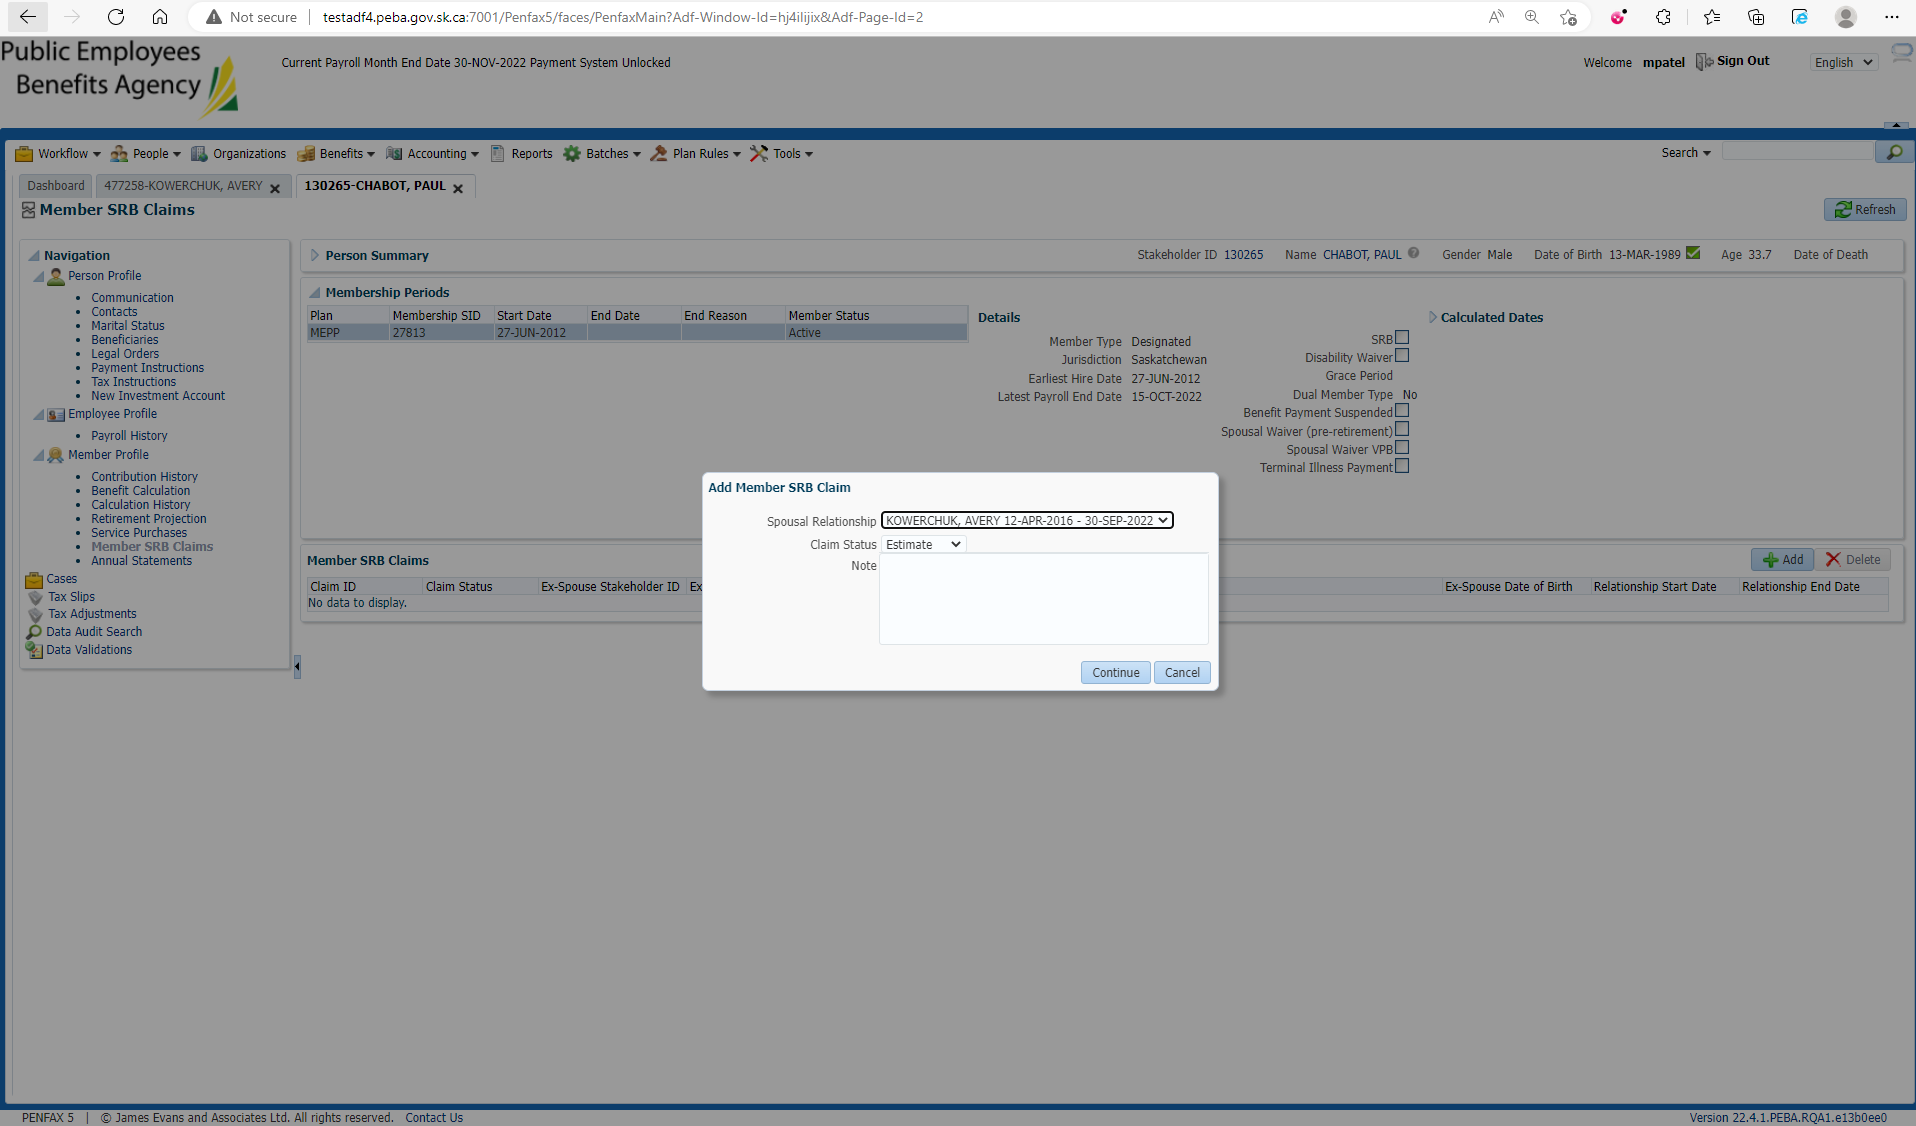 Not secure
testadf4.peba.gov.sk.ca:7001/Penfax5/faces/PenfaxMain?Adf-Window-Id=hj4ilijix&Adf-Page-Id=2
Public Employees
Benefits Agency
Current Payroll Month End Date 30-NOV-2022 Payment System Unlocked
Welcome mpatel Sign Out English
Workflow People Organizations Benefits Accounting Reports Batches Plan Rules Tools Search
Dashboard 477258-KOWERCHUK, AVERY 130265-CHABOT, PAUL
Member SRB Claims
Refresh
Navigation
Person Profile
Communication
Contacts
Marital Status
Beneficiaries
Legal Orders
Payment Instructions
Tax Instructions
New Investment Account
Employee Profile
Payroll History
Member Profile
Contribution History
Benefit Calculation
Calculation History
Retirement Projection
Service Purchases
Member SRB Claims
Annual Statements
Cases
Tax Slips
Tax Adjustments
Data Audit Search
Data Validations
Person Summary
Stakeholder ID 130265 Name CHABOT, PAUL Gender Male Date of Birth 13-MAR-1989 Age 33.7 Date of Death
Membership Periods
Plan Membership SID Start Date End Date End Reason Member Status
MEPP 27813 27-JUN-2012 Active
Details
Member Type Designated
Jurisdiction Saskatchewan
Earliest Hire Date 27-JUN-2012
Latest Payroll End Date 15-OCT-2022
SRB
Disability Waiver
Grace Period
Dual Member Type No
Benefit Payment Suspended
Spousal Waiver (pre-retirement)
Spousal Waiver VPB
Terminal Illness Payment
Calculated Dates
Add Member SRB Claim
Spousal Relationship KOWERCHUK, AVERY 12-APR-2016 - 30-SEP-2022
Claim Status Estimate
Note
Continue Cancel
Member SRB Claims
Add Delete
Claim ID Claim Status Ex-Spouse Stakeholder ID Ex Ex-Spouse Date of Birth Relationship Start Date Relationship End Date
No data to display.
PENFAX 5 | © James Evans and Associates Ltd. All rights reserved. Contact Us
Version 22.4.1.PEBA.RQA1.e13b0ee0